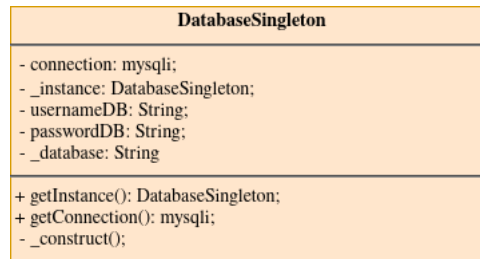 DatabaseSingleton
- connection: mysqli;
- _instance: DatabaseSingleton;
- usernameDB: String;
- passwordDB: String;
- _database: String
+ getInstance(): DatabaseSingleton;
+ getConnection(): mysqli;
- _construct();